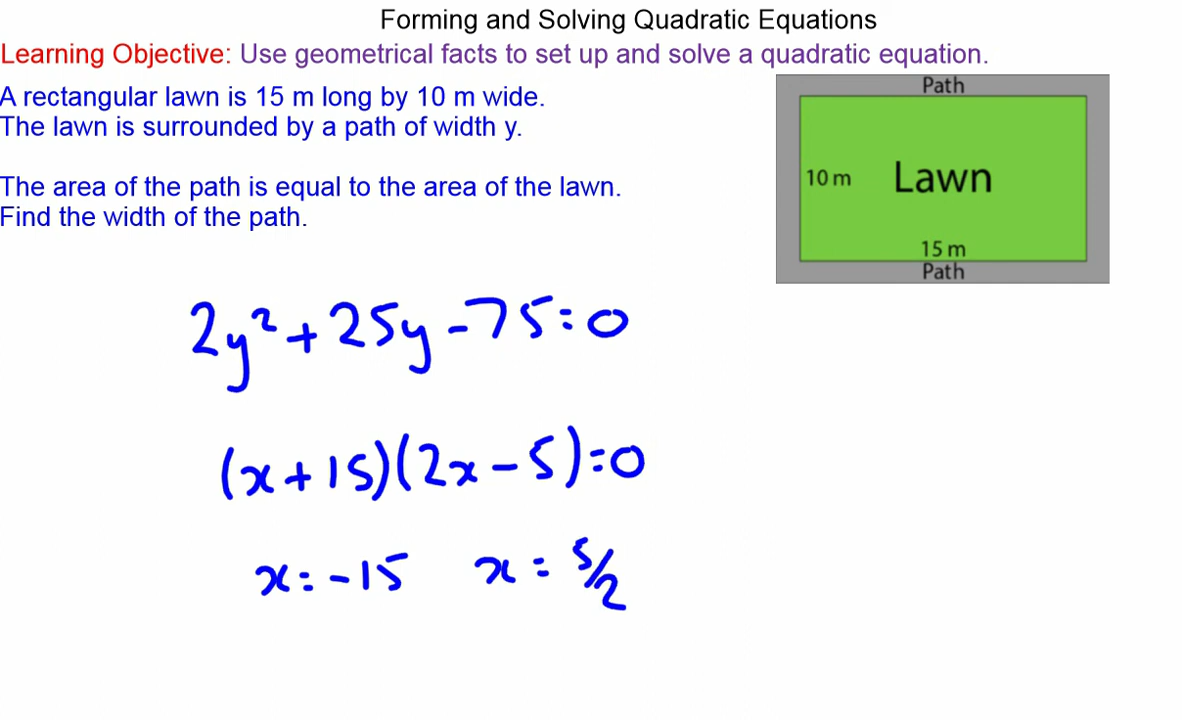 Forming and Solving Quadratic Equations
Learning Objective: Use geometrical facts to set up and solve a quadratic equation.
A rectangular lawn is 15 m long by 10 m wide.
The lawn is surrounded by a path of width y.
The area of the path is equal to the area of the lawn.
Find the width of the path.
Path
10 m
Lawn
15 m
Path
2y²+25y-75=0
(x+15)(2x-5)=0
x=-15 x=5/2